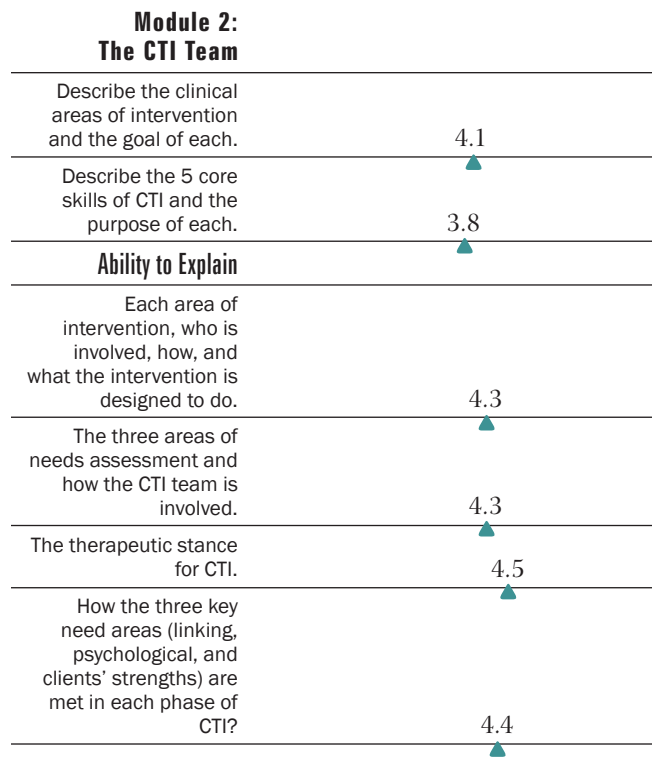 Module 2:
The CTI Team
Describe the clinical
areas of intervention
and the goal of each.
4.1
Describe the 5 core
skills of CTI and the
purpose of each.
3.8
Ability to Explain
Each area of
intervention, who is
involved, how, and
what the intervention is
designed to do.
4.3
The three areas of
needs assessment and
how the CTI team is
involved.
4.3
The therapeutic stance
for CTI.
4.5
How the three key
need areas (linking,
psychological, and
clients’ strengths) are
met in each phase of
CTI?
4.4